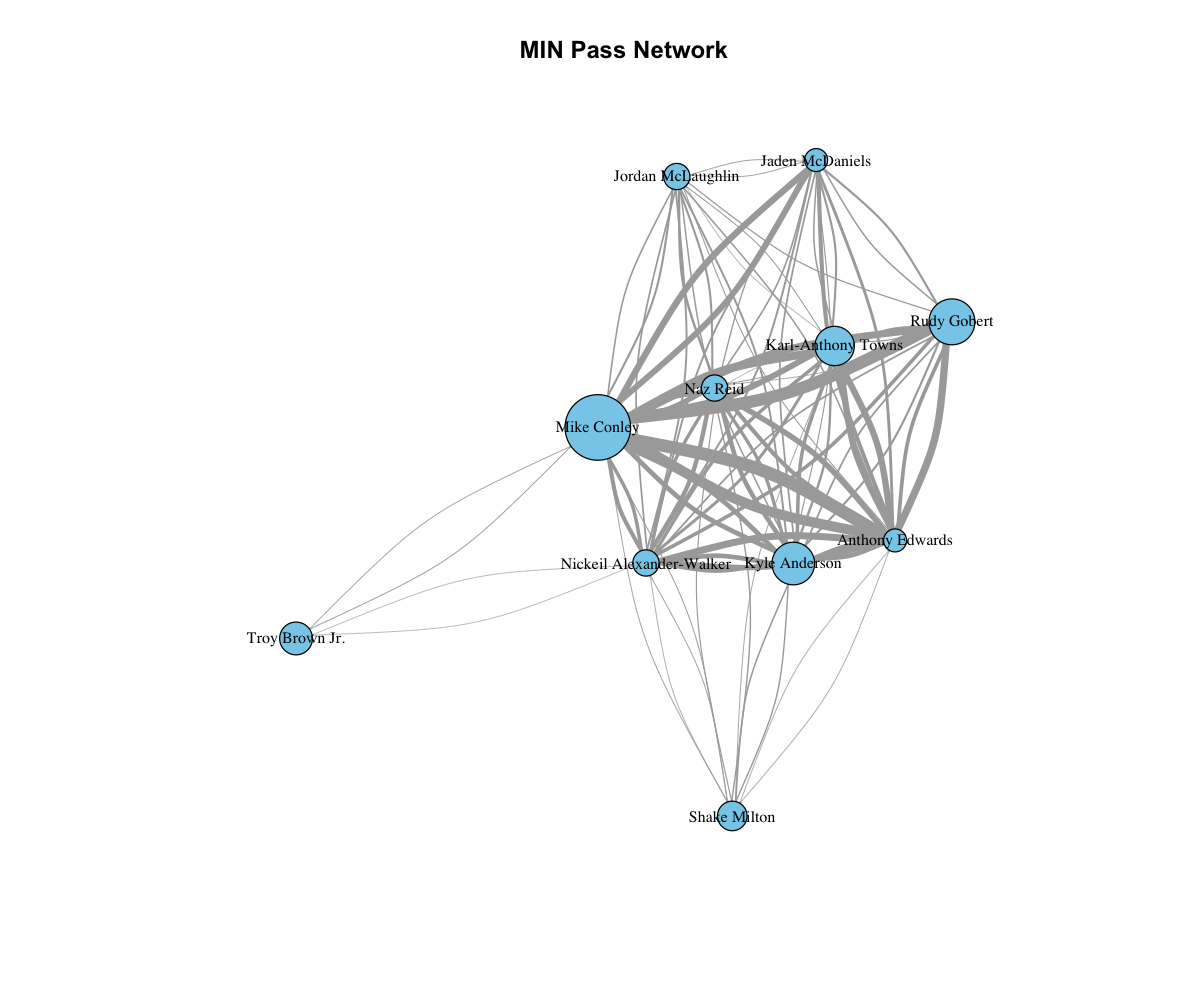 MIN Pass Network
Jaden McDaniels
Jordan McLaughlin
Rudy Gobert
Karl-Anthony Towns
Naz Reid
Mike Conley
Anthony Edwards
Nickeil Alexander-Walker
Kyle Anderson
Troy Brown Jr.
Shake Milton